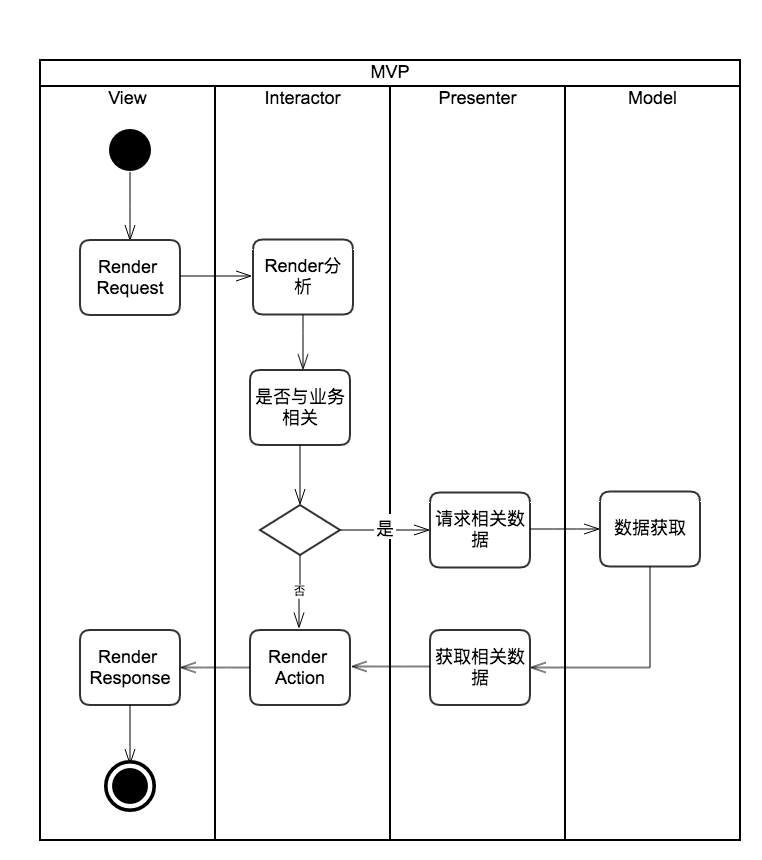 MVP
View
Interactor
Presenter
Model
Render
Request
Render分
析
是否与业务
相关
是
请求相关数
据
数据获取
否
Render
Response
Render
Action
获取相关数
据